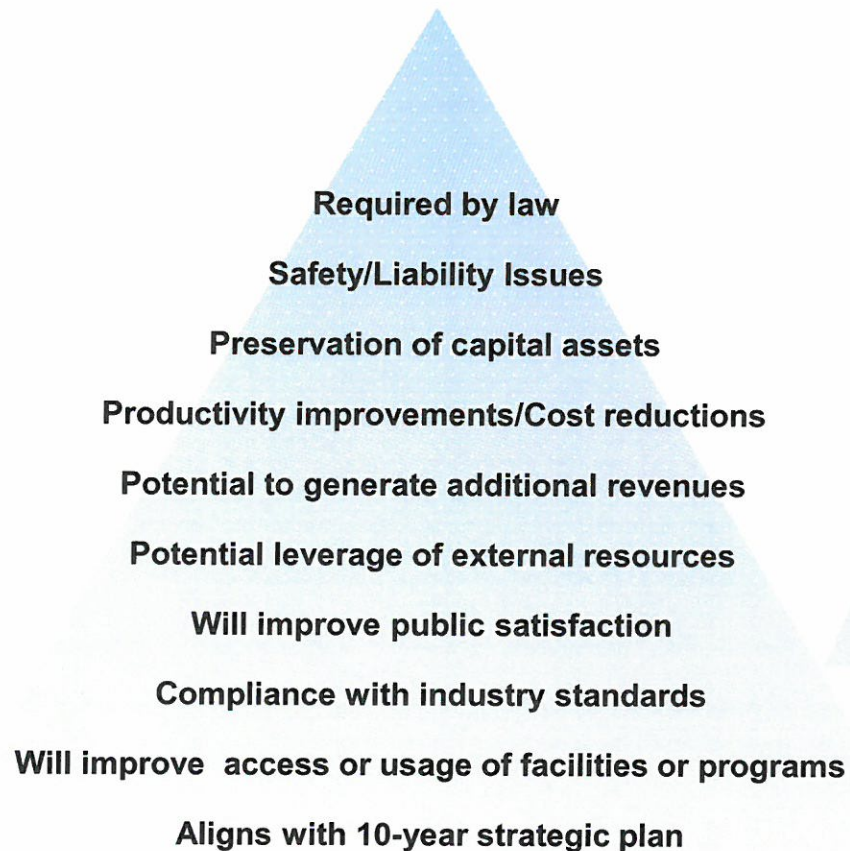 Required by law
Safety/Liability Issues
Preservation of capital assets
Productivity improvements/Cost reductions
Potential to generate additional revenues
Potential leverage of external resources
Will improve public satisfaction
Compliance with industry standards
Will improve  access or usage of facilities or programs
Aligns with 10-year strategic plan